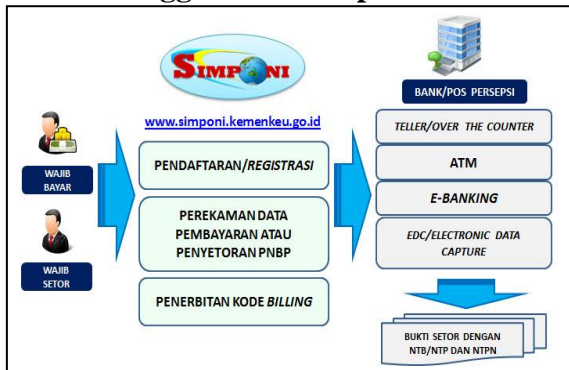 SIMPONI
www.simponi.kemenkeu.go.id
WAJIB
BAYAR
WAJIB
SETOR
PENDAFTARAN/REGISTRASI
PEREKAMAN DATA
PEMBAYARAN ATAU
PENYETORAN PNBP
PENERBITAN KODE BILLING
BANK/POS PERSEPSI
TELLER/OVER THE COUNTER
ATM
E-BANKING
EDC/ELECTRONIC DATA
CAPTURE
BUKTI SETOR DENGAN
NTB/NTP DAN NTPN